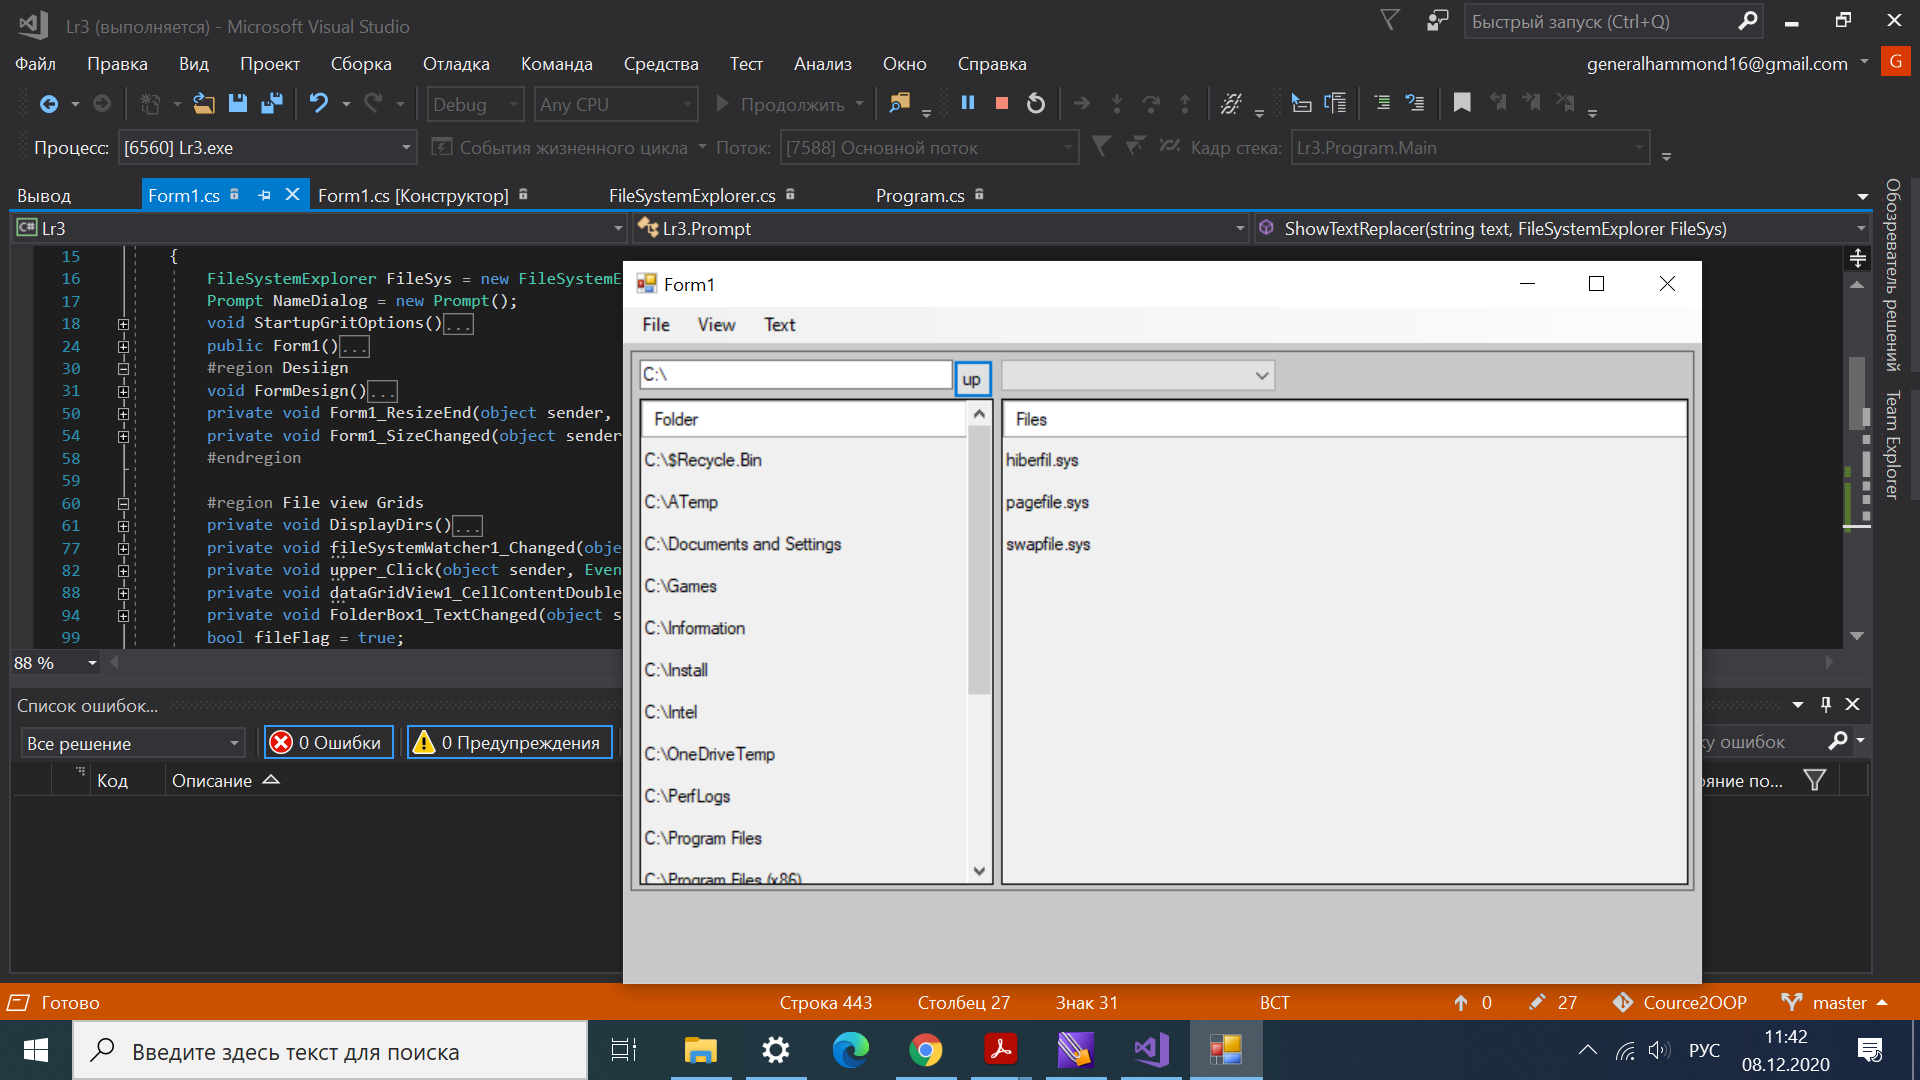 Lr3 (выполняется) - Microsoft Visual Studio
Быстрый запуск (Ctrl+Q)
Файл Правка Вид Проект Сборка Отладка Команда Средства Тест Анализ Окно Справка
generalhammond16@gmail.com G
Debug Any CPU Продолжить
Процесс: [6560] Lr3.exe События жизненного цикла Поток: [7588] Основной поток Кадр стека: Lr3.Program.Main
Вывод Form1.cs Form1.cs [Конструктор] FileSystemExplorer.cs Program.cs
C# Lr3 Lr3.Prompt ShowTextReplacer(string text, FileSystemExplorer FileSys)
Обозреватель решений
Team Explorer
15 {
16 FileSystemExplorer FileSys = new FileSystemE
17 Prompt NameDialog = new Prompt();
18 void StartupGritOptions()...
24 public Form1()...
30 #region Desiign
31 void FormDesign()...
50 private void Form1_ResizeEnd(object sender,
54 private void Form1_SizeChanged(object sender
58 #endregion
59
60 #region File view Grids
61 private void DisplayDirs()...
77 private void fileSystemWatcher1_Changed(obje
82 private void upper_Click(object sender, Even
88 private void dataGridView1_CellContentDouble
94 private void FolderBox1_TextChanged(object s
99 bool fileFlag = true;
88 %
Form1
File View Text
C:\ up
Folder
C:\$Recycle.Bin
C:\ATemp
C:\Documents and Settings
C:\Games
C:\Information
C:\Install
C:\Intel
C:\OneDriveTemp
C:\PerfLogs
C:\Program Files
C:\Program Files (x86)
Files
hiberfil.sys
pagefile.sys
swapfile.sys
Список ошибок...
Все решение 0 Ошибки 0 Предупреждения ку ошибок
Код Описание ояние по...
Готово Строка 443 Столбец 27 Знак 31 ВСТ 0 27 Cource2OOP master
Введите здесь текст для поиска
РУС
11:42
08.12.2020